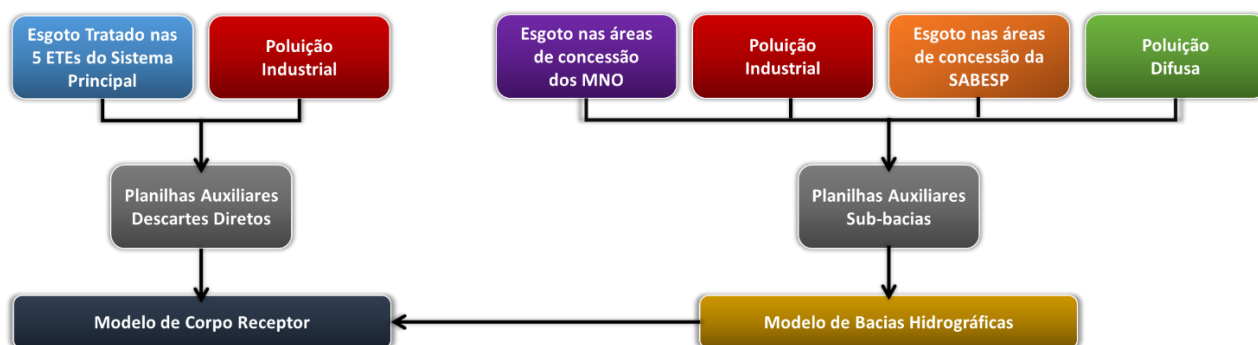 Esgoto Tratado nas
5 ETEs do Sistema
Principal
Poluição
Industrial
Esgoto nas áreas
de concessão
dos MNO
Poluição
Industrial
Esgoto nas áreas
de concessão da
SABESP
Poluição
Difusa
Planilhas Auxiliares
Descartes Diretos
Planilhas Auxiliares
Sub-bacias
Modelo de Corpo Receptor
Modelo de Bacias Hidrográficas